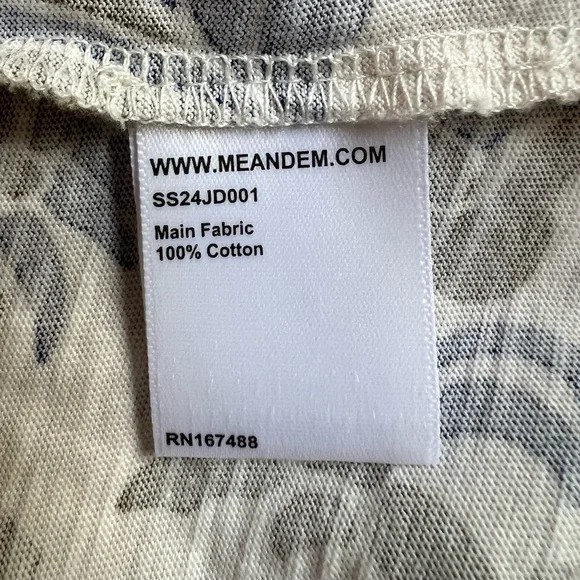 WWW.MEANDEM.COM
SS24JD001
Main Fabric
100% Cotton
RN167488